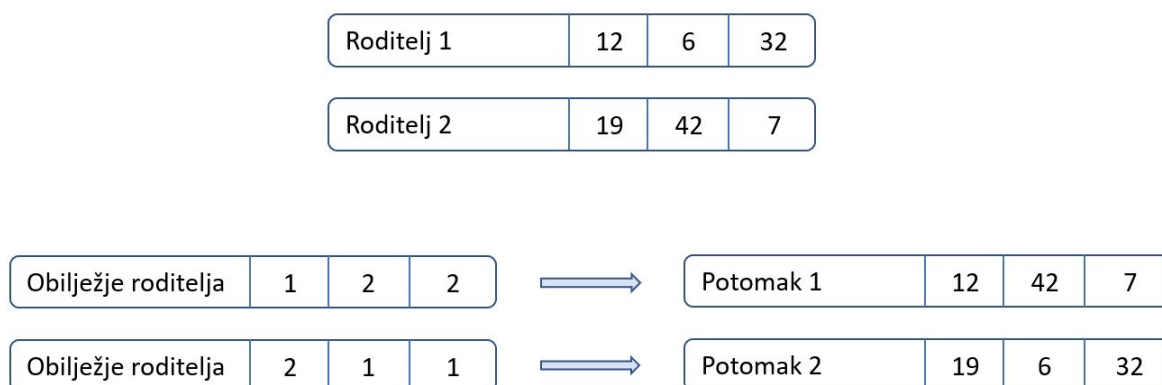 Roditelj 1 12 6 32
Roditelj 2 19 42 7
Obilježje roditelja 1 2 2 Potomak 1 12 42 7
Obilježje roditelja 2 1 1 Potomak 2 19 6 32